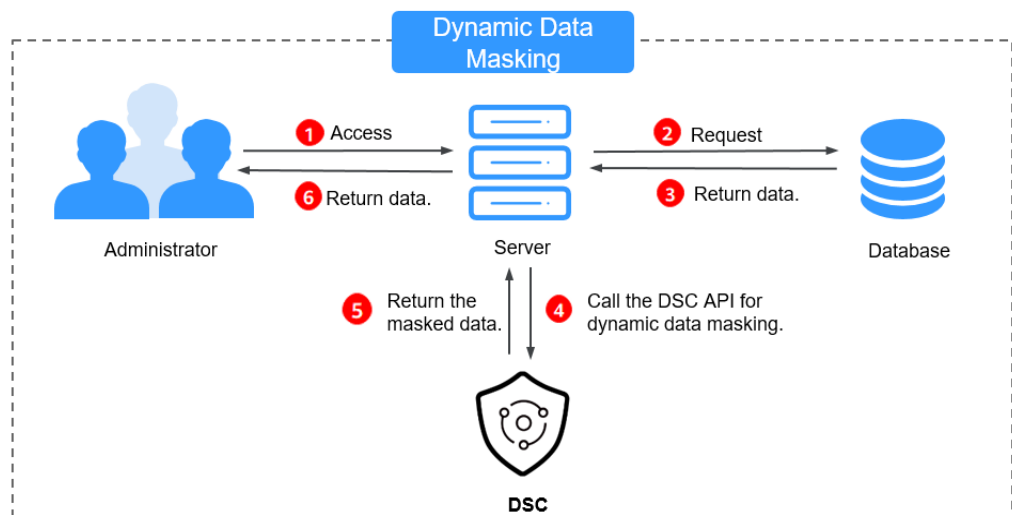 Dynamic Data
Masking
1 Access
2 Request
6 Return data.
3 Return data.
Administrator
Server
Database
5 Return the
masked data.
4 Call the DSC API for
dynamic data masking.
DSC